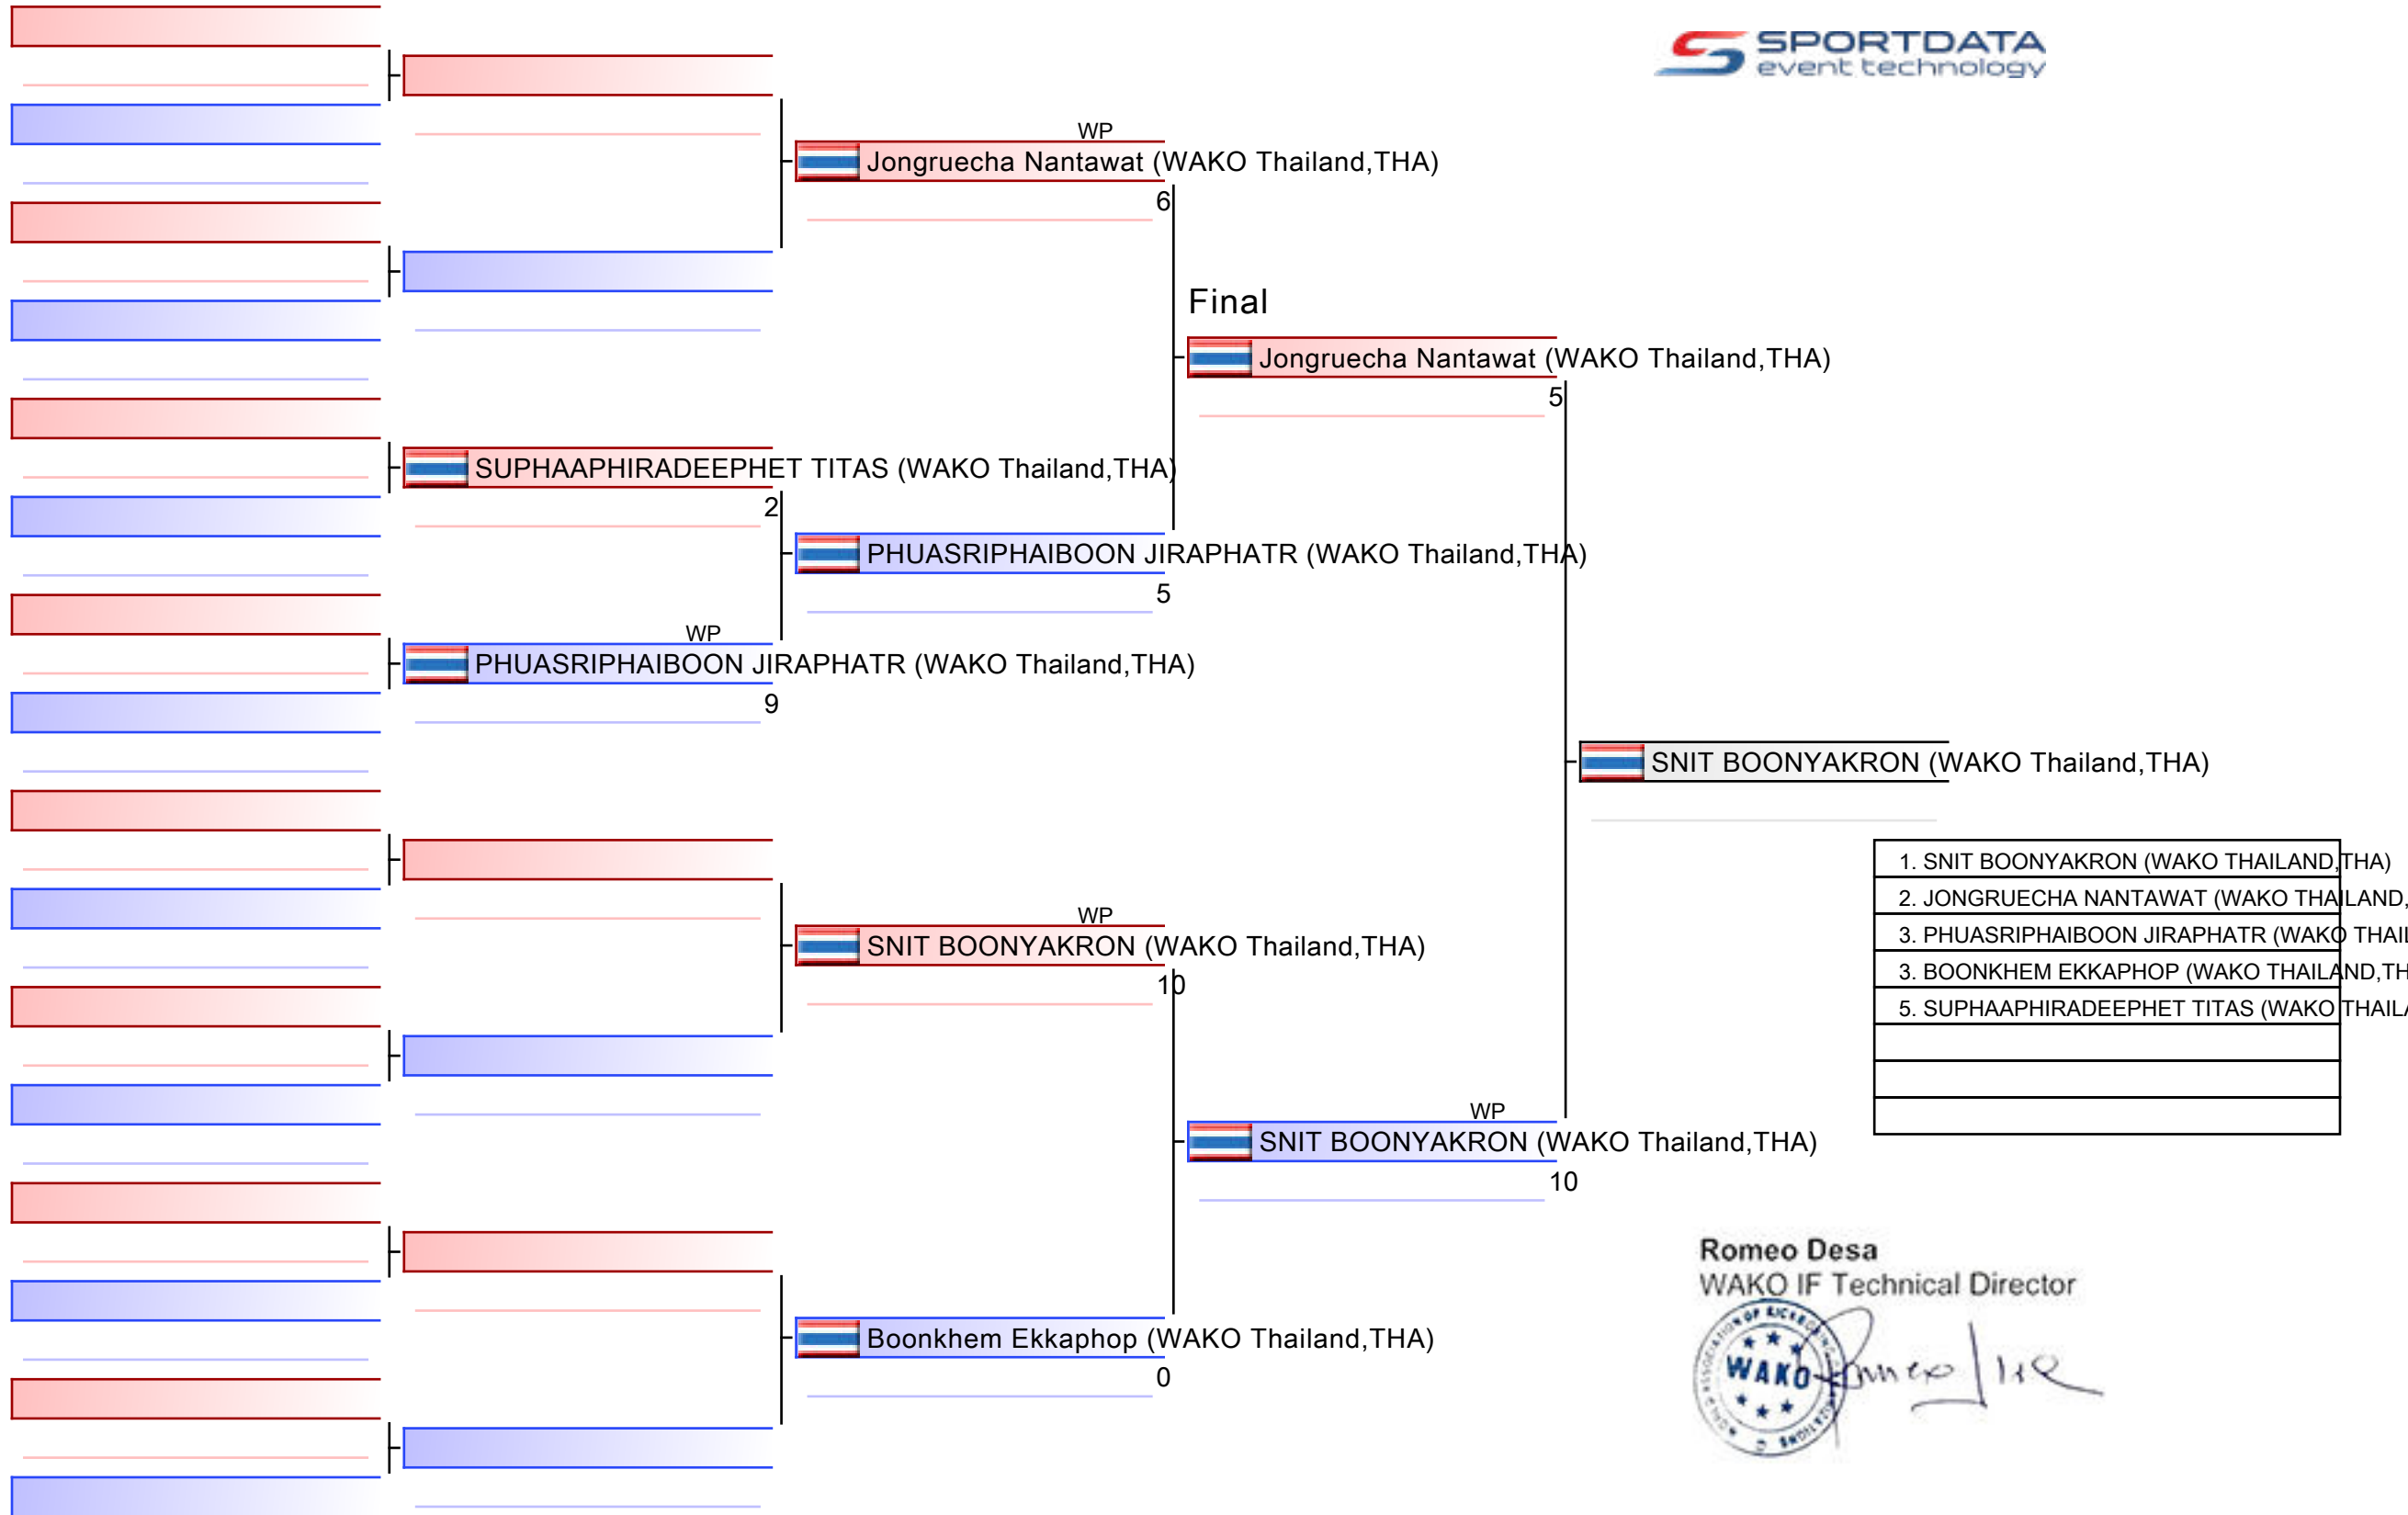 SPORTDATA
event technology
WP
Jongruecha Nantawat (WAKO Thailand,THA)
6
Final
Jongruecha Nantawat (WAKO Thailand,THA)
5
SUPHAAPHIRADEEPHET TITAS (WAKO Thailand,THA)
2
PHUASRIPHAIBOON JIRAPHATR (WAKO Thailand,THA)
5
WP
PHUASRIPHAIBOON JIRAPHATR (WAKO Thailand,THA)
9
SNIT BOONYAKRON (WAKO Thailand,THA)
1. SNIT BOONYAKRON (WAKO THAILAND,THA)
2. JONGRUECHA NANTAWAT (WAKO THAILAND,
3. PHUASRIPHAIBOON JIRAPHATR (WAKO THAIL
3. BOONKHEM EKKAPHOP (WAKO THAILAND,TH
5. SUPHAAPHIRADEEPHET TITAS (WAKO THAILA
WP
SNIT BOONYAKRON (WAKO Thailand,THA)
10
WP
SNIT BOONYAKRON (WAKO Thailand,THA)
10
Boonkhem Ekkaphop (WAKO Thailand,THA)
0
Romeo Desa
WAKO IF Technical Director
WAKO